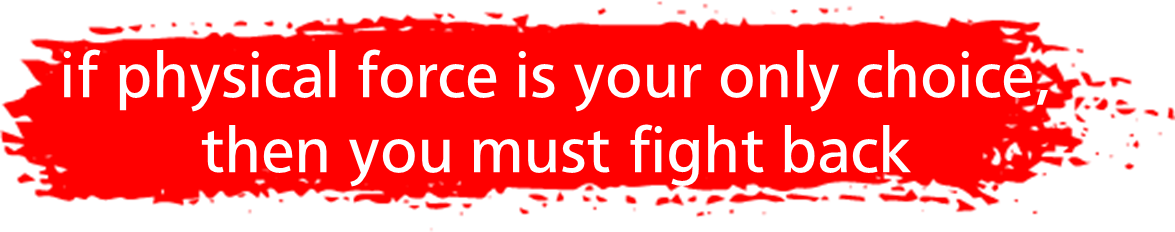 if physical force is your only choice,
then you must fight back